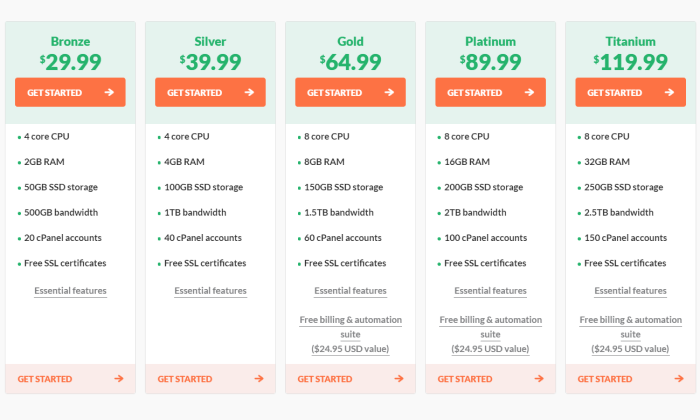 Bronze
$29.99
GET STARTED →
• 4 core CPU
• 2GB RAM
• 50GB SSD storage
• 500GB bandwidth
• 20 cPanel accounts
• Free SSL certificates
Essential features
GET STARTED →
Silver
$39.99
GET STARTED →
• 4 core CPU
• 4GB RAM
• 100GB SSD storage
• 1TB bandwidth
• 40 cPanel accounts
• Free SSL certificates
Essential features
GET STARTED →
Gold
$64.99
GET STARTED →
• 8 core CPU
• 8GB RAM
• 150GB SSD storage
• 1.5TB bandwidth
• 60 cPanel accounts
• Free SSL certificates
Essential features
Free billing & automation
suite
($24.95 USD value)
GET STARTED →
Platinum
$89.99
GET STARTED →
• 8 core CPU
• 16GB RAM
• 200GB SSD storage
• 2TB bandwidth
• 100 cPanel accounts
• Free SSL certificates
Essential features
Free billing & automation
suite
($24.95 USD value)
GET STARTED →
Titanium
$119.99
GET STARTED →
• 8 core CPU
• 32GB RAM
• 250GB SSD storage
• 2.5TB bandwidth
• 150 cPanel accounts
• Free SSL certificates
Essential features
Free billing & automation
suite
($24.95 USD value)
GET STARTED →